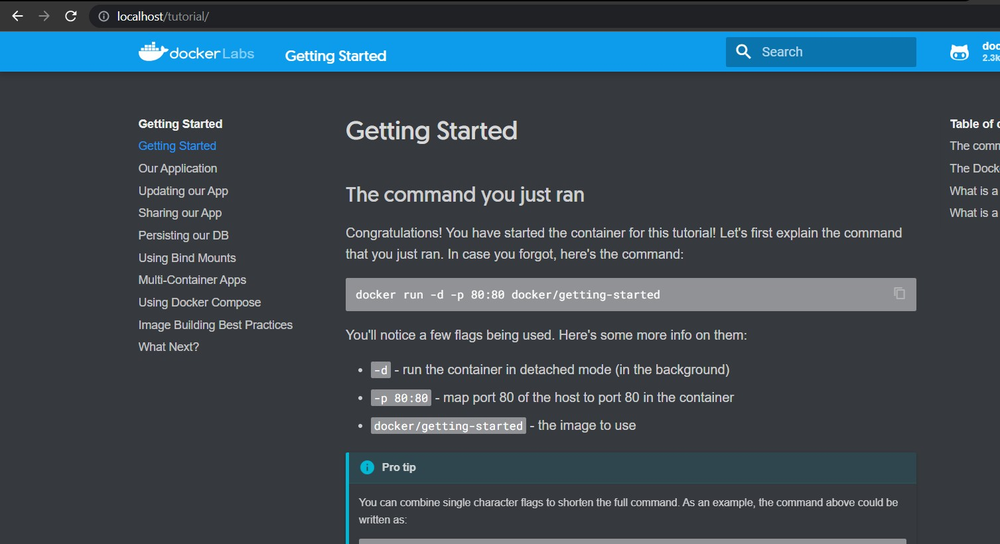 localhost/tutorial/
docker Labs
Getting Started
Search
2.3k
Getting Started
Getting Started
Our Application
Updating our App
Sharing our App
Persisting our DB
Using Bind Mounts
Multi-Container Apps
Using Docker Compose
Image Building Best Practices
What Next?
Getting Started
The command you just ran
Congratulations! You have started the container for this tutorial! Let's first explain the command
that you just ran. In case you forgot, here's the command:
docker run -d -p 80:80 docker/getting-started
You'll notice a few flags being used. Here's some more info on them:
-d - run the container in detached mode (in the background)
-p 80:80 - map port 80 of the host to port 80 in the container
docker/getting-started - the image to use
Pro tip
You can combine single character flags to shorten the full command. As an example, the command above could be
written as:
Table of
The
The
What is a
What is a